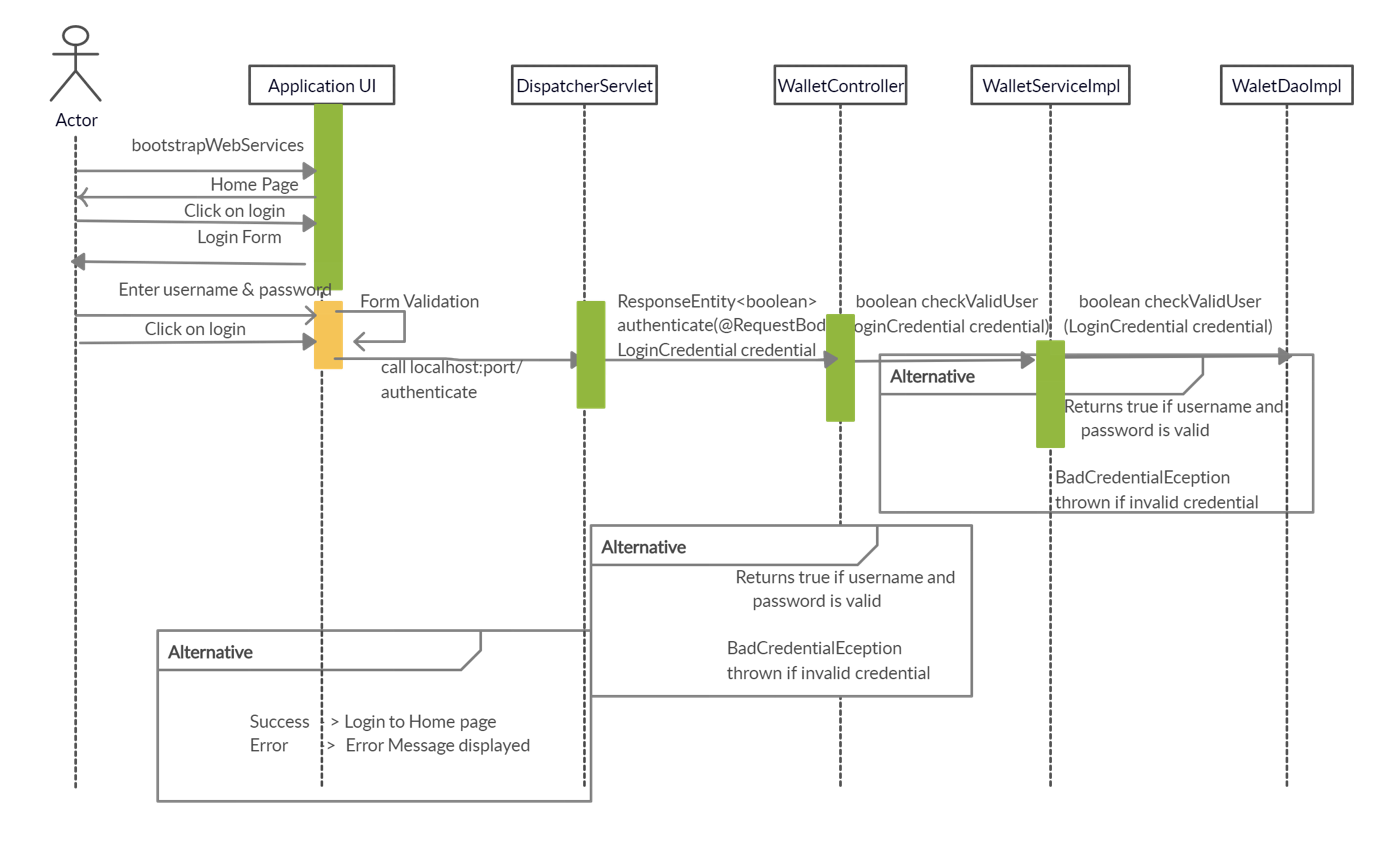 Application UI
DispatcherServlet
WalletController
WalletServiceImpl
WaletDaoImpl
Actor
bootstrapWebServices
Home Page
Click on login
Login Form
Enter username & password
Click on login
Form Validation
call localhost:port/
authenticate
ResponseEntity<boolean>
authenticate(@RequestBod
LoginCredential credential
boolean checkValidUser
oginCredential credential)
boolean checkValidUser
(LoginCredential credential)
Alternative
Returns true if username and
password is valid
BadCredentialEception
thrown if invalid credential
Alternative
Returns true if username and
password is valid
BadCredentialEception
thrown if invalid credential
Alternative
Success - > Login to Home page
Error -> Error Message displayed